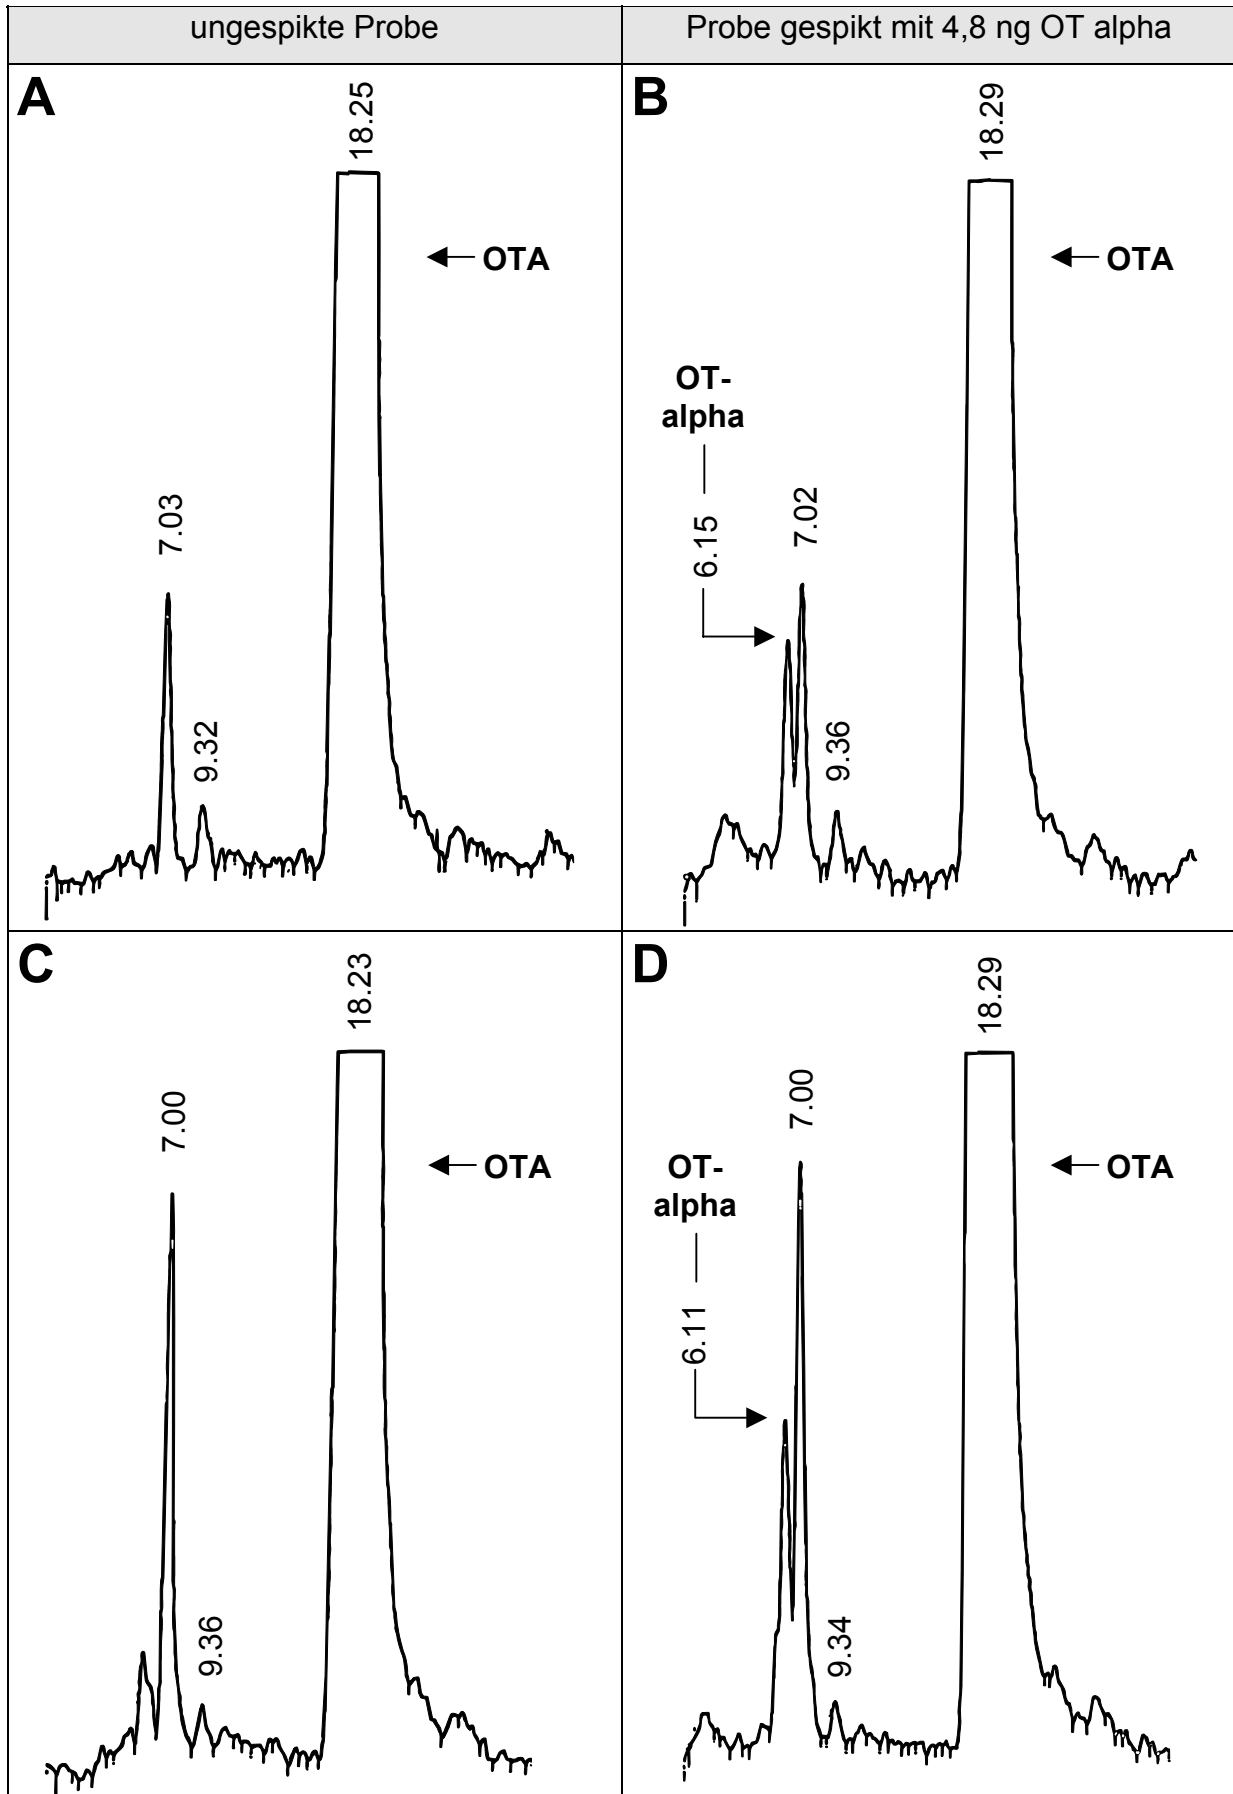 ungespikte Probe
Probe gespikt mit 4,8 ng OT alpha
A
18.25
OTA
7.03
9.32
B
18.29
OTA
OT-
alpha
6.15
7.02
9.36
C
18.23
OTA
7.00
9.36
D
18.29
OTA
OT-
alpha
6.11
7.00
9.34